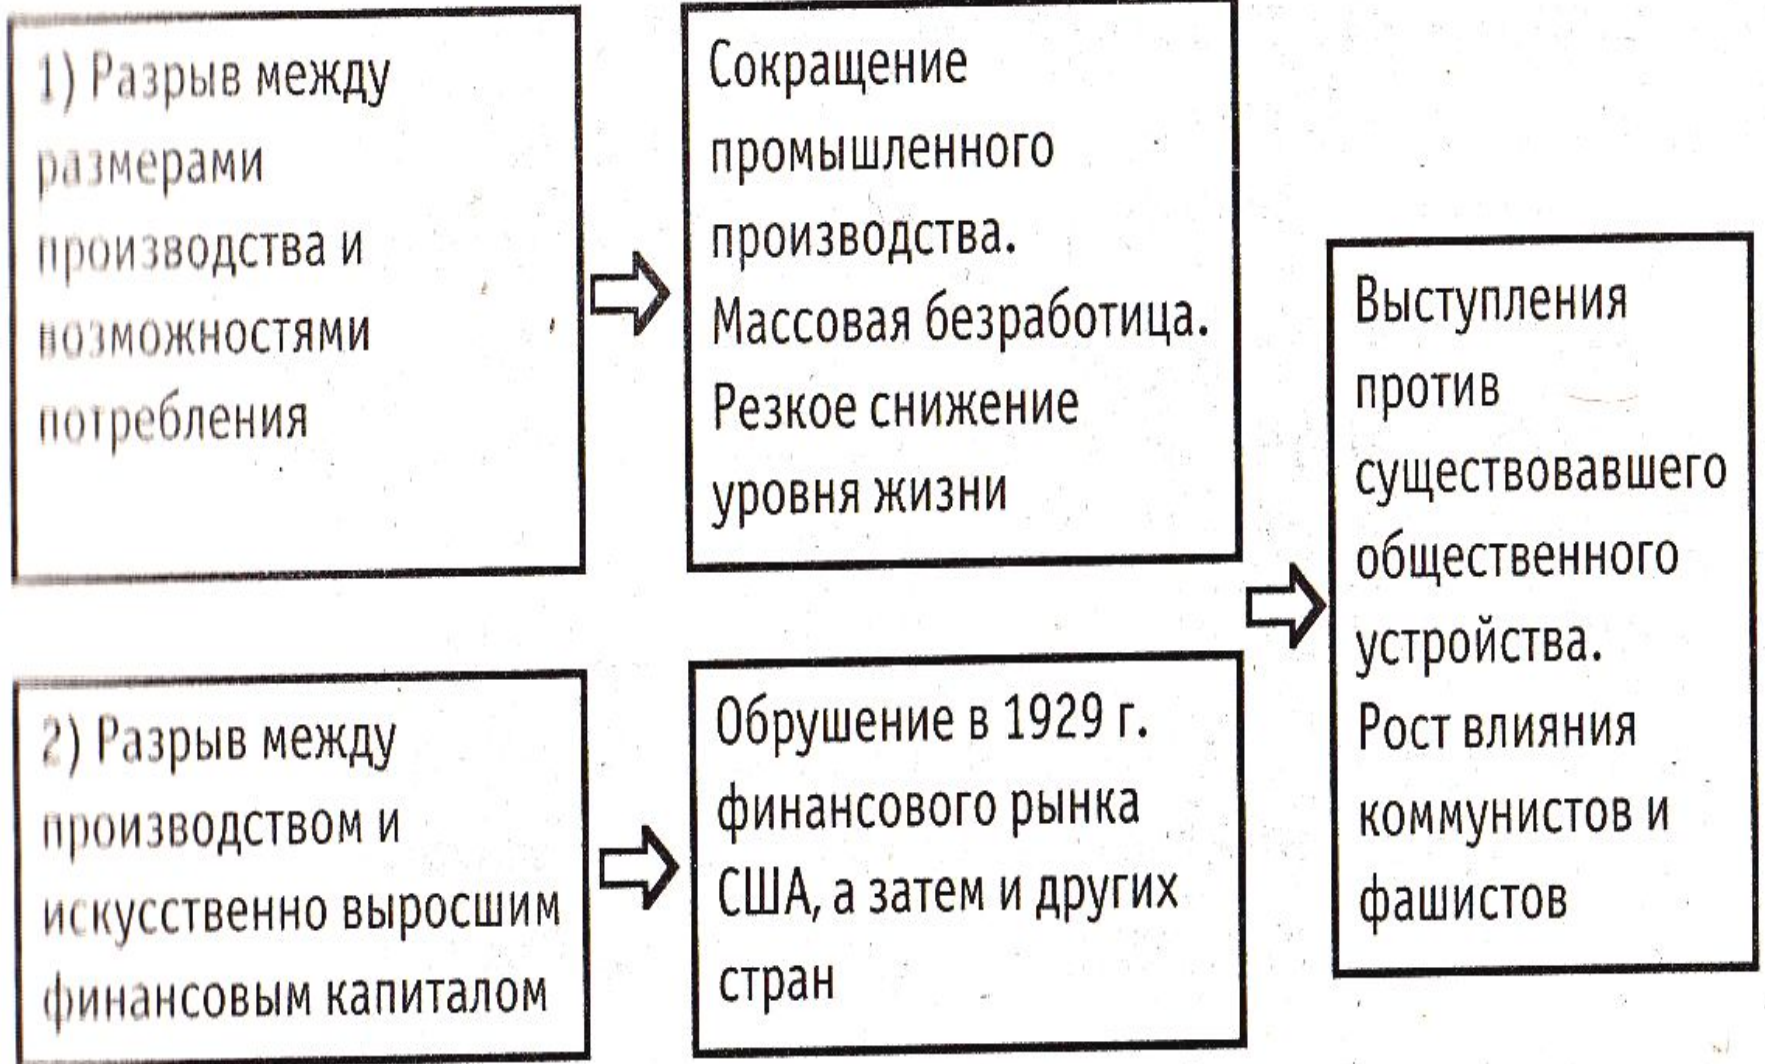 1) Разрыв между
размерами
производства и
возможностями
потребления
Сокращение
промышленного
производства.
Массовая безработица.
Резкое снижение
уровня жизни
2) Разрыв между
производством и
искусственно выросшим
финансовым капиталом
Обрушение в 1929 г.
финансового рынка
США, а затем и других
стран
Выступления
против
существовавшего
общественного
устройства.
Рост влияния
коммунистов и
фашистов